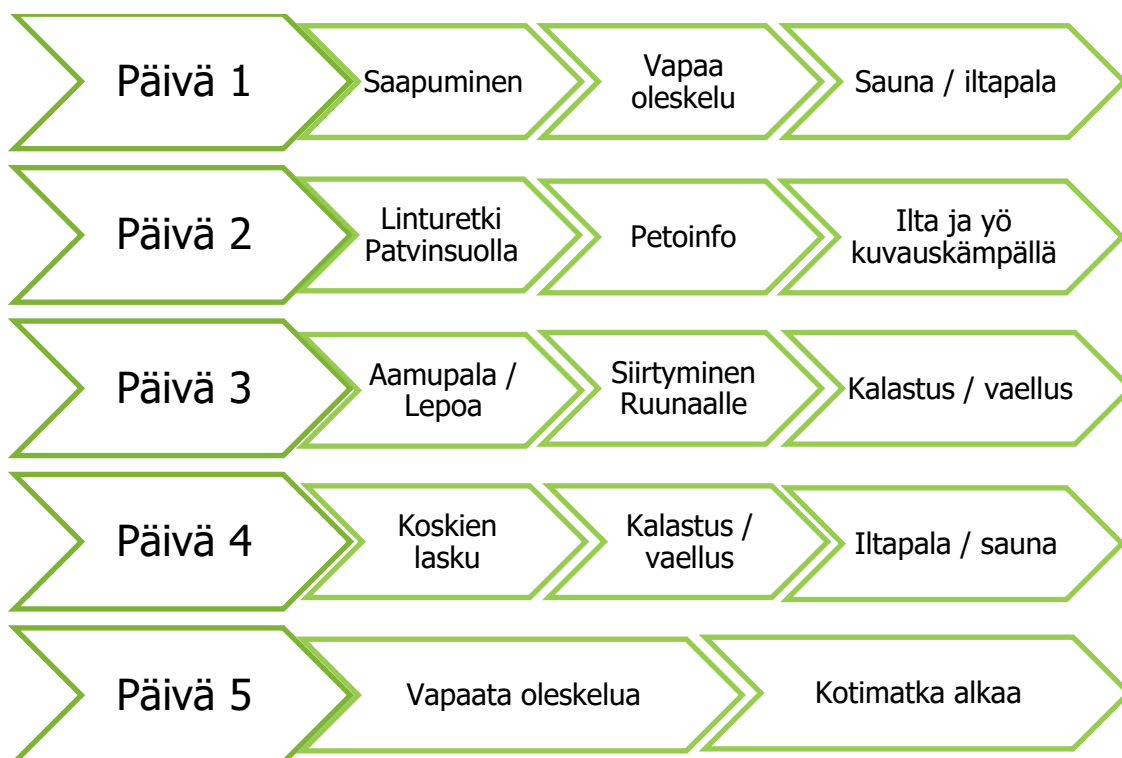 Päivä 1
Saapuminen
Vapaa
oleskelu
Sauna / iltapala
Päivä 2
Linturetki
Patvinsuolla
Petoinfo
Ilta ja yö
kuvauskämpällä
Päivä 3
Aamupala /
Lepoa
Siirtyminen
Ruunaalle
Kalastus / vaellus
Päivä 4
Koskien
lasku
Kalastus /
vaellus
Iltapala / sauna
Päivä 5
Vapaata oleskelua
Kotimatka alkaa